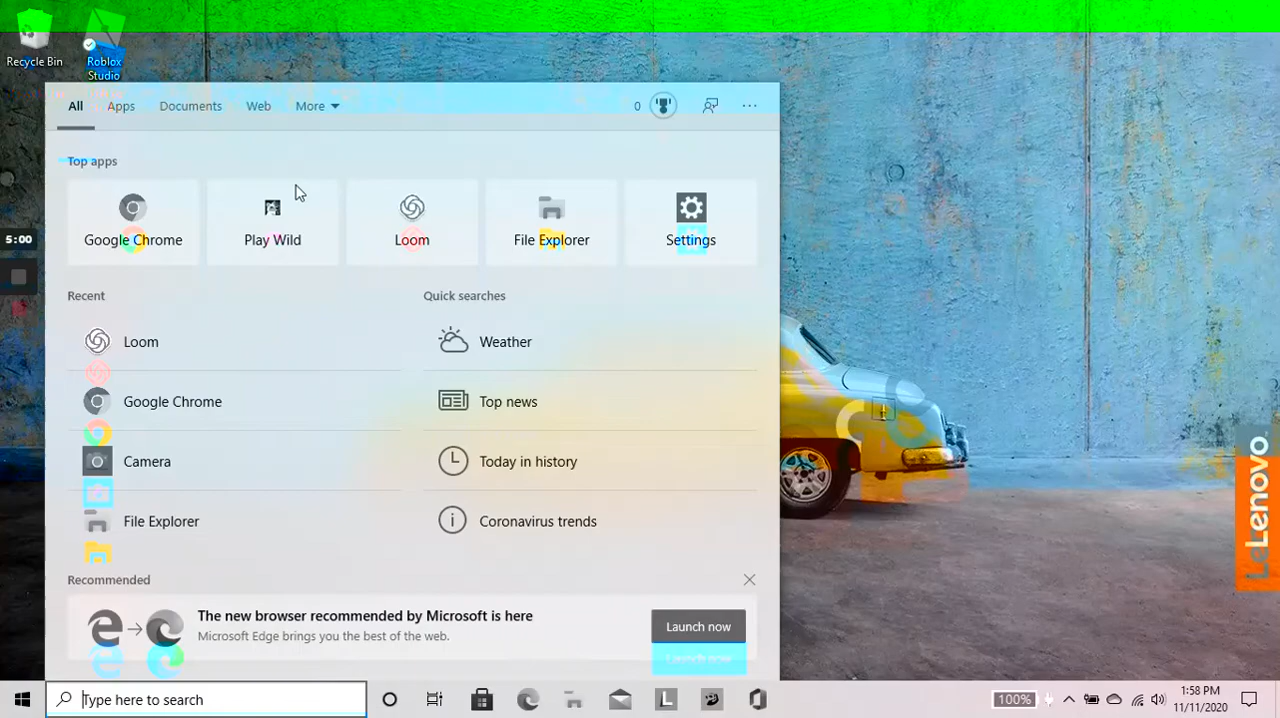 Recycle Bin
Roblox
Studio
All
Apps
Documents
Web
More
0
Top apps
Google Chrome
Play Wild
Loom
File Explorer
Settings
5:00
Recent
Quick searches
Loom
Weather
Google Chrome
Top news
Camera
Today in history
File Explorer
Coronavirus trends
Recommended
The new browser recommended by Microsoft is here
Microsoft Edge brings you the best of the web.
Launch now
Lenovo
Type here to search
L
100%
1:58 PM
11/11/2020